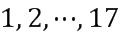 1, 2, ⋯, 17